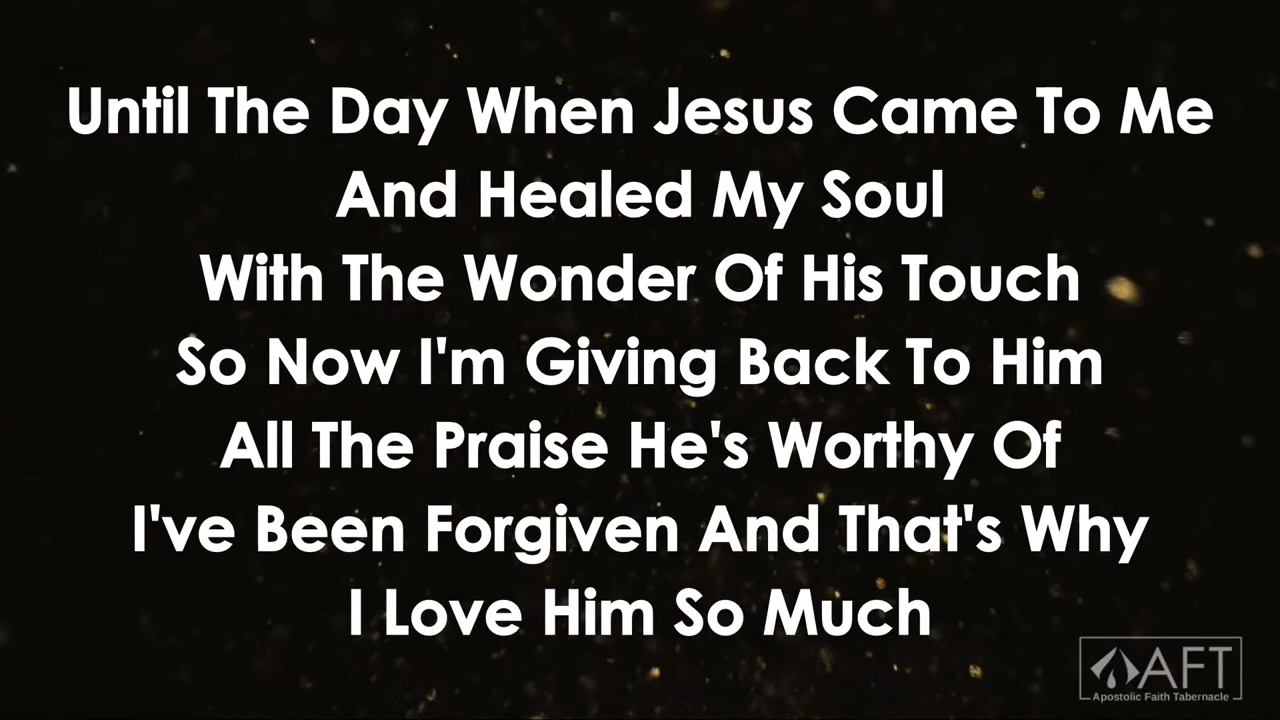 Until The Day When Jesus Came To Me
And Healed My Soul
With The Wonder Of His Touch
So Now I'm Giving Back To Him
All The Praise He's Worthy Of
I've Been Forgiven And That's Why
I Love Him So Much
AFT
Apostolic Faith Tabernacle